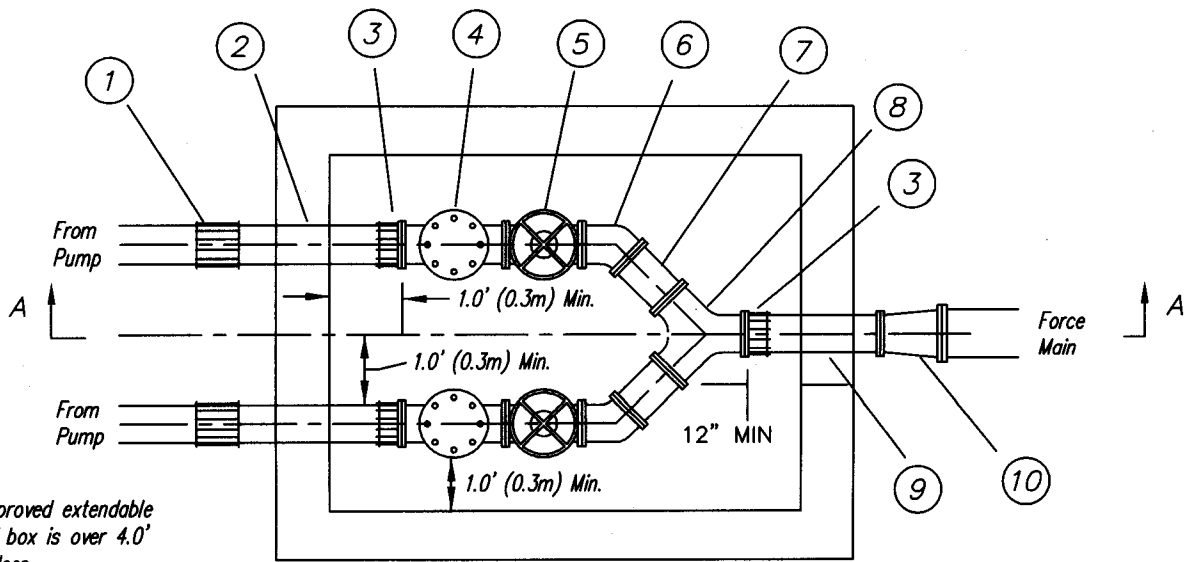 1
2
3
4
5
6
7
8
3
From
Pump
A
1.0' (0.3m) Min.
A
Force
Main
1.0' (0.3m) Min.
From
Pump
12" MIN
1.0' (0.3m) Min.
9
10
extendable
box is over 4.0'